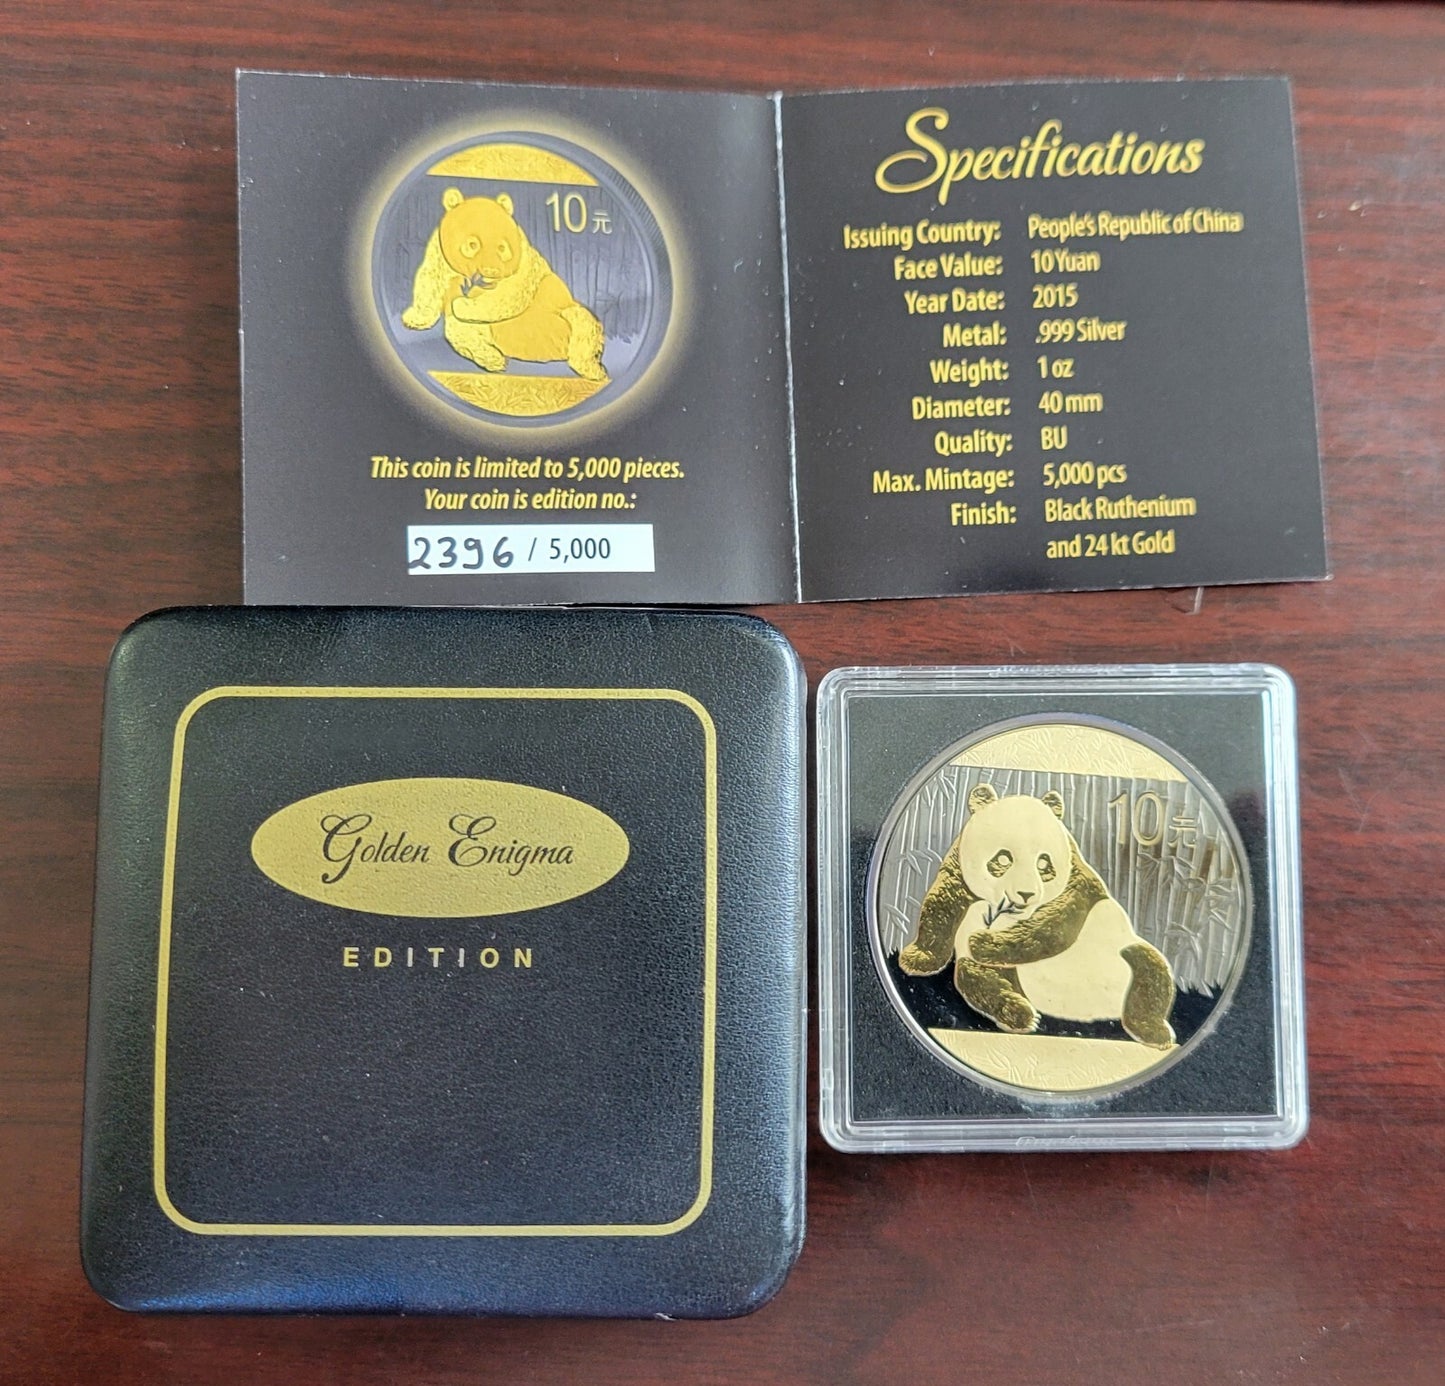 10元
This coin is limited to 5,000 pieces.
Your coin is edition no.:
2396 / 5,000
Specifications
Issuing Country: People's Republic of China
Face Value: 10 Yuan
Year Date: 2015
Metal: .999 Silver
Weight: 1 oz
Diameter: 40 mm
Quality: BU
Max. Mintage: 5,000 pcs
Finish: Black Ruthenium
and 24 kt Gold
Golden Enigma
EDITION
10元